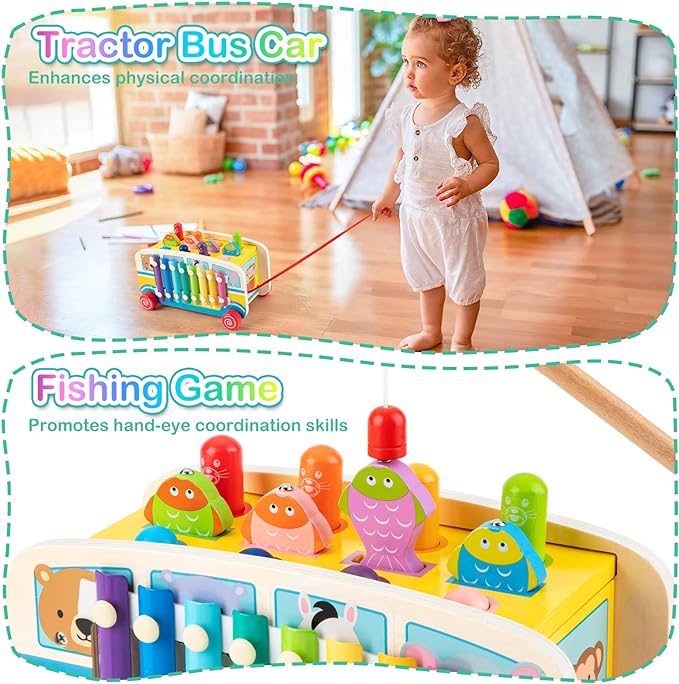 Tractor Bus Car
Enhances physical coordination
Fishing Game
Promotes hand-eye coordination skills